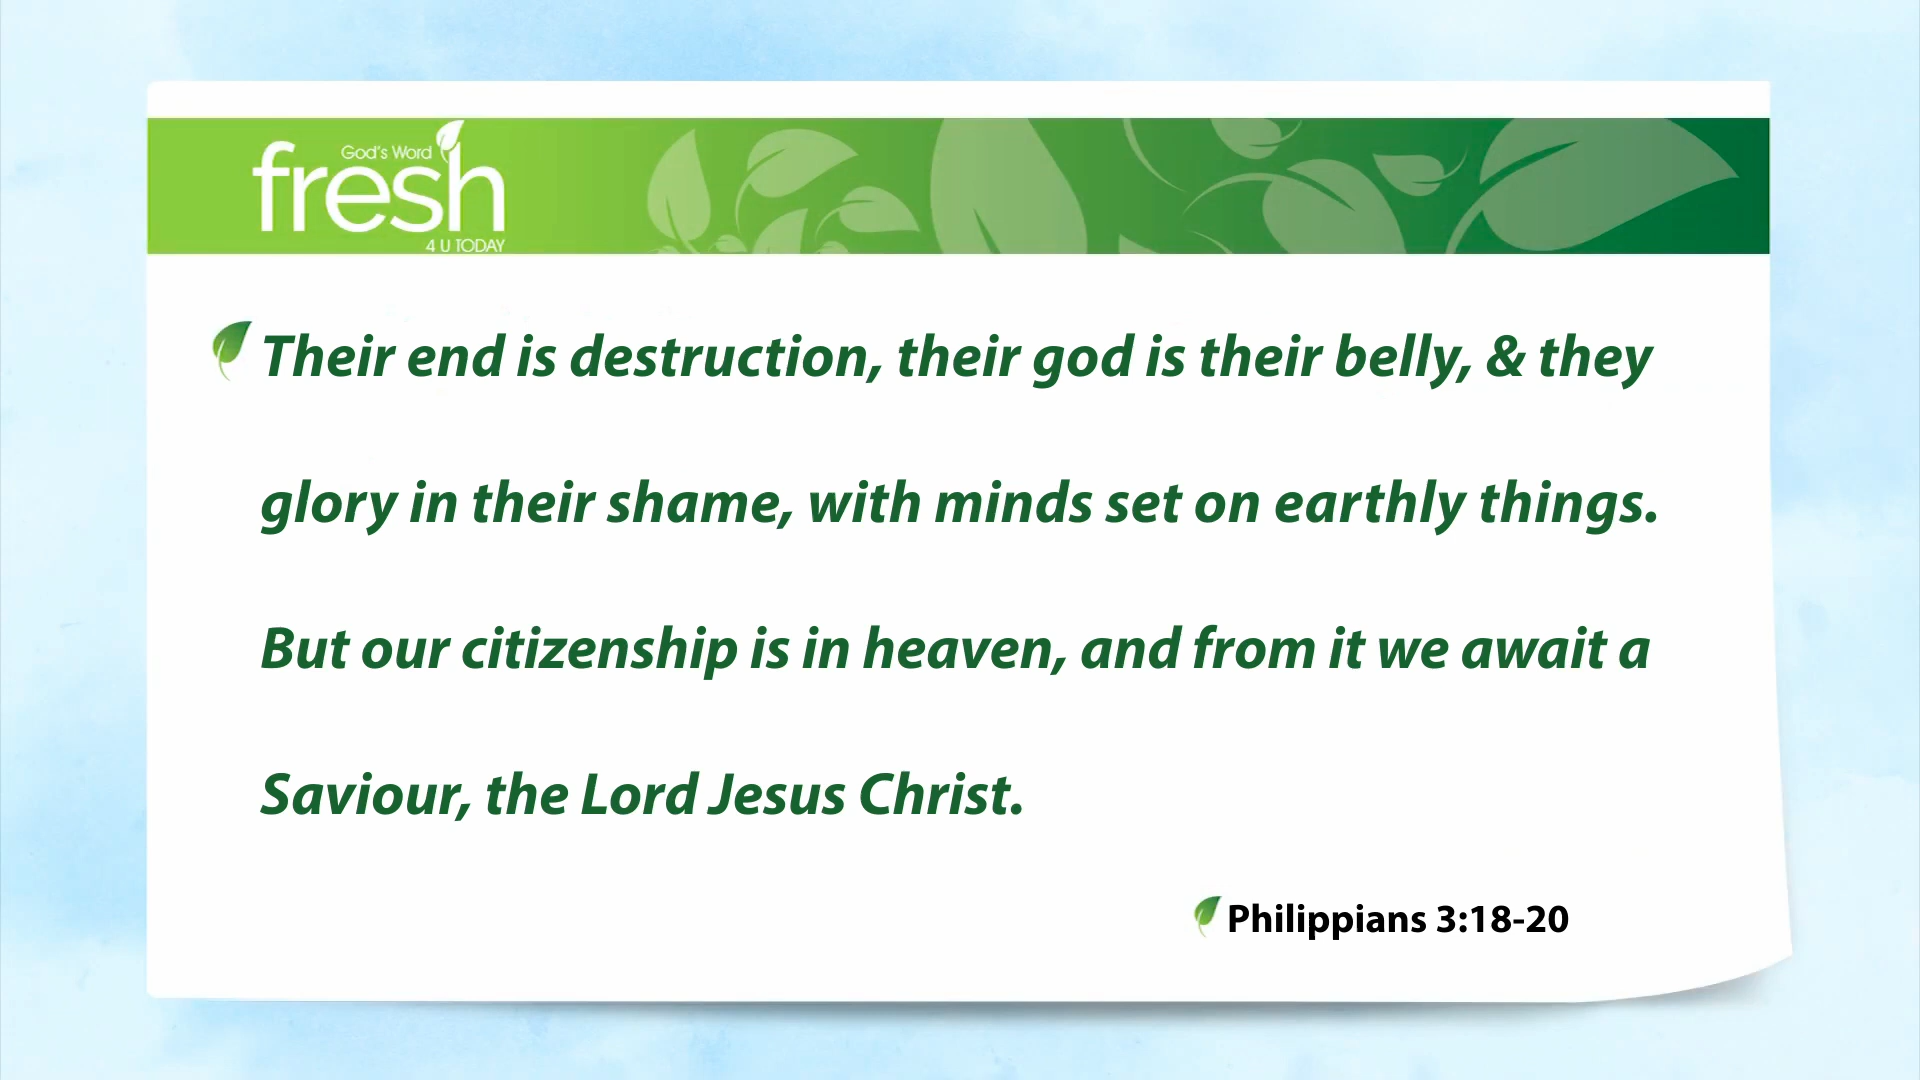 God's Word
fresh
4 U TODAY
Their end is destruction, their god is their belly, & they
glory in their shame, with minds set on earthly things.
But our citizenship is in heaven, and from it we await a
Saviour, the Lord Jesus Christ.
Philippians 3:18-20